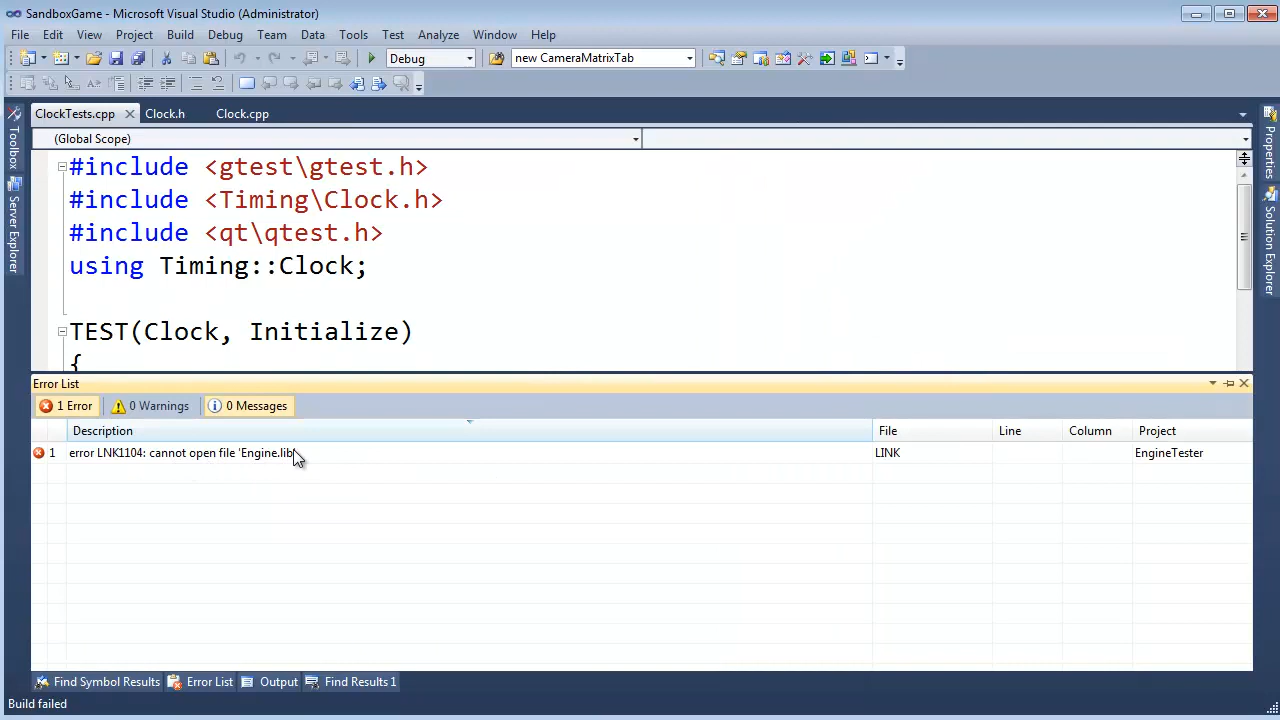 SandboxGame - Microsoft Visual Studio (Administrator)
File Edit View Project Build Debug Team Data Tools Test Analyze Window Help
Debug new CameraMatrixTab
ClockTests.cpp Clock.h Clock.cpp
(Global Scope)
Toolbox
Server Explorer
Properties
Solution Explorer
#include <gtest\gtest.h>
#include <Timing\Clock.h>
#include <qt\qtest.h>
using Timing::Clock;
TEST(Clock, Initialize)
{
Error List
1 Error 0 Warnings 0 Messages
Description File Line Column Project
1 error LNK1104: cannot open file 'Engine.lib' LINK EngineTester
Find Symbol Results Error List Output Find Results 1
Build failed